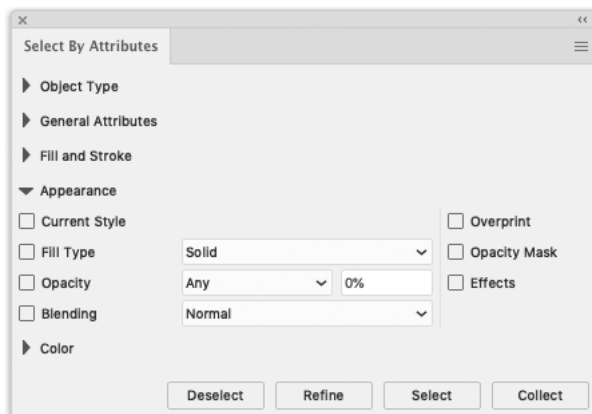 Select By Attributes
Object Type
General Attributes
Fill and Stroke
Appearance
Current Style Overprint
Fill Type Solid Opacity Mask
Opacity Any 0% Effects
Blending Normal
Color
Deselect Refine Select Collect